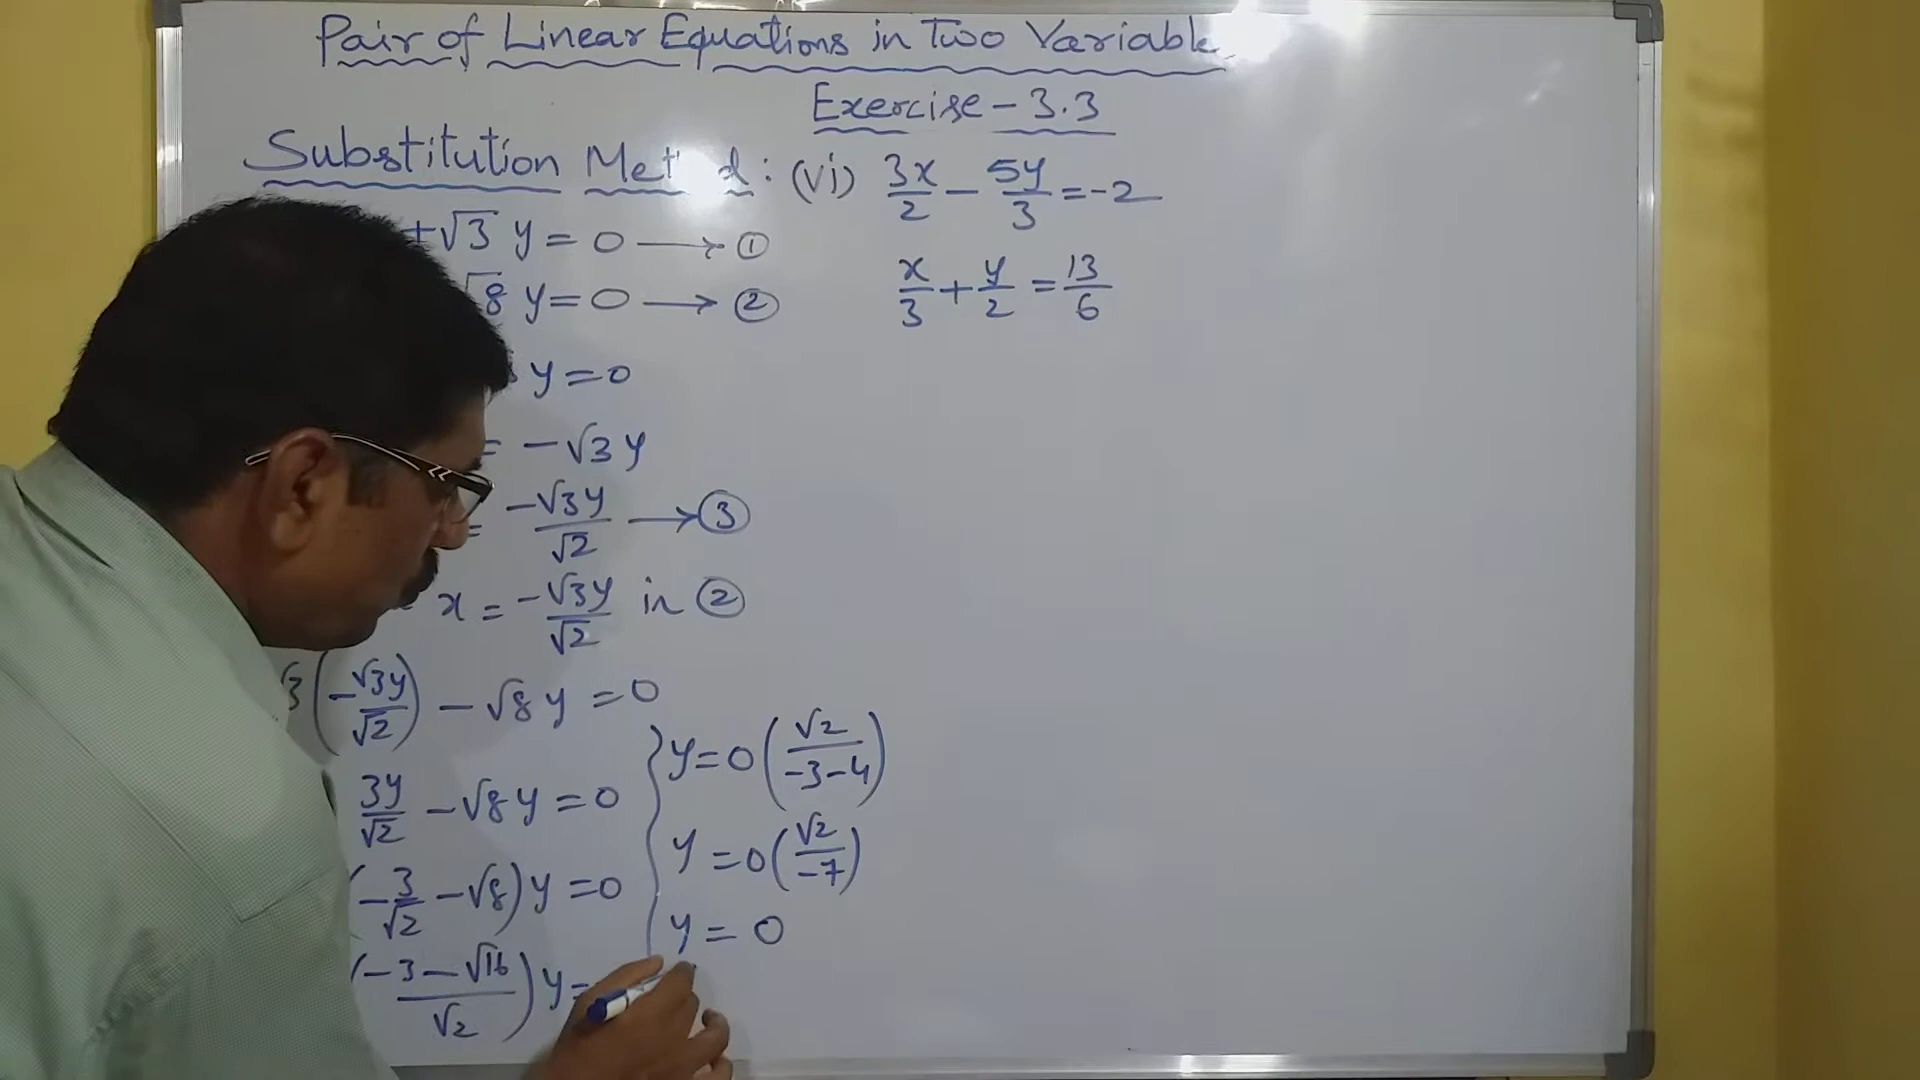 Pair of Linear Equations in Two Variable
Exercise - 3.3
Substitution Met d : (vi) 3x/2 - 5y/3 = -2
x/3 + y/2 = 13/6
+√3 y = 0 → ①
√8 y = 0 → ②
y = 0
= -√3 y
= -√3y/√2 → ③
x = -√3y/√2 in ②
3(-√3y/√2) - √8 y = 0
3y/√2 - √8 y = 0
(-3/√2 - √8) y = 0
(-3 - √16/√2) y =
y = 0(√2/-3-4)
y = 0(√2/-7)
y = 0